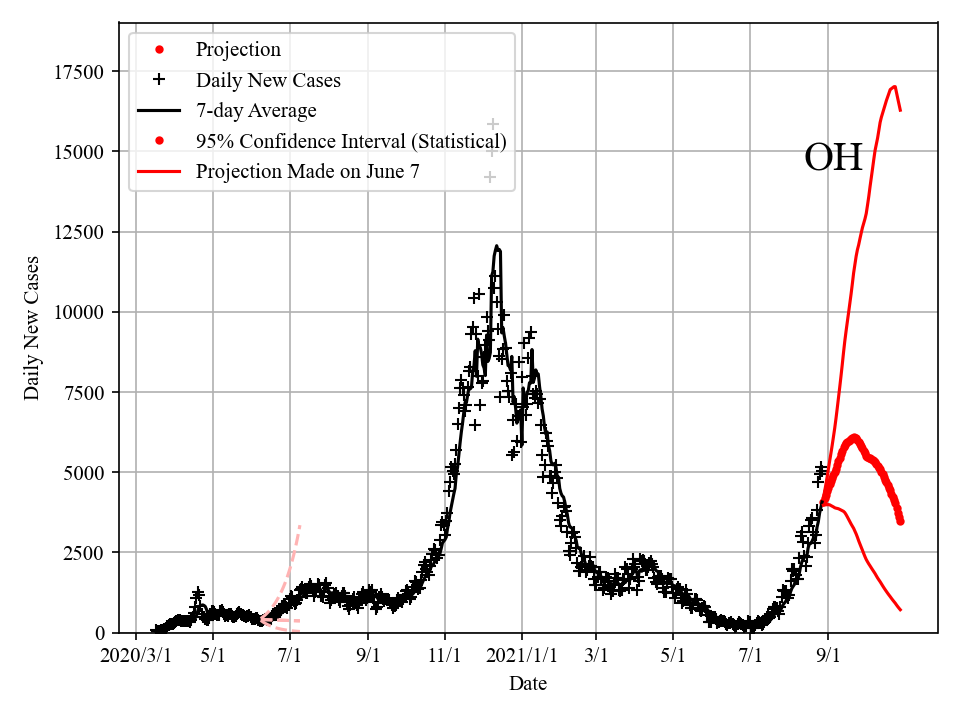 Projection
Daily New Cases
7-day Average
95% Confidence Interval (Statistical)
Projection Made on June 7
OH
17500
15000
12500
10000
7500
5000
2500
0
Daily New Cases
2020/3/1 5/1 7/1 9/1 11/1 2021/1/1 3/1 5/1 7/1 9/1
Date